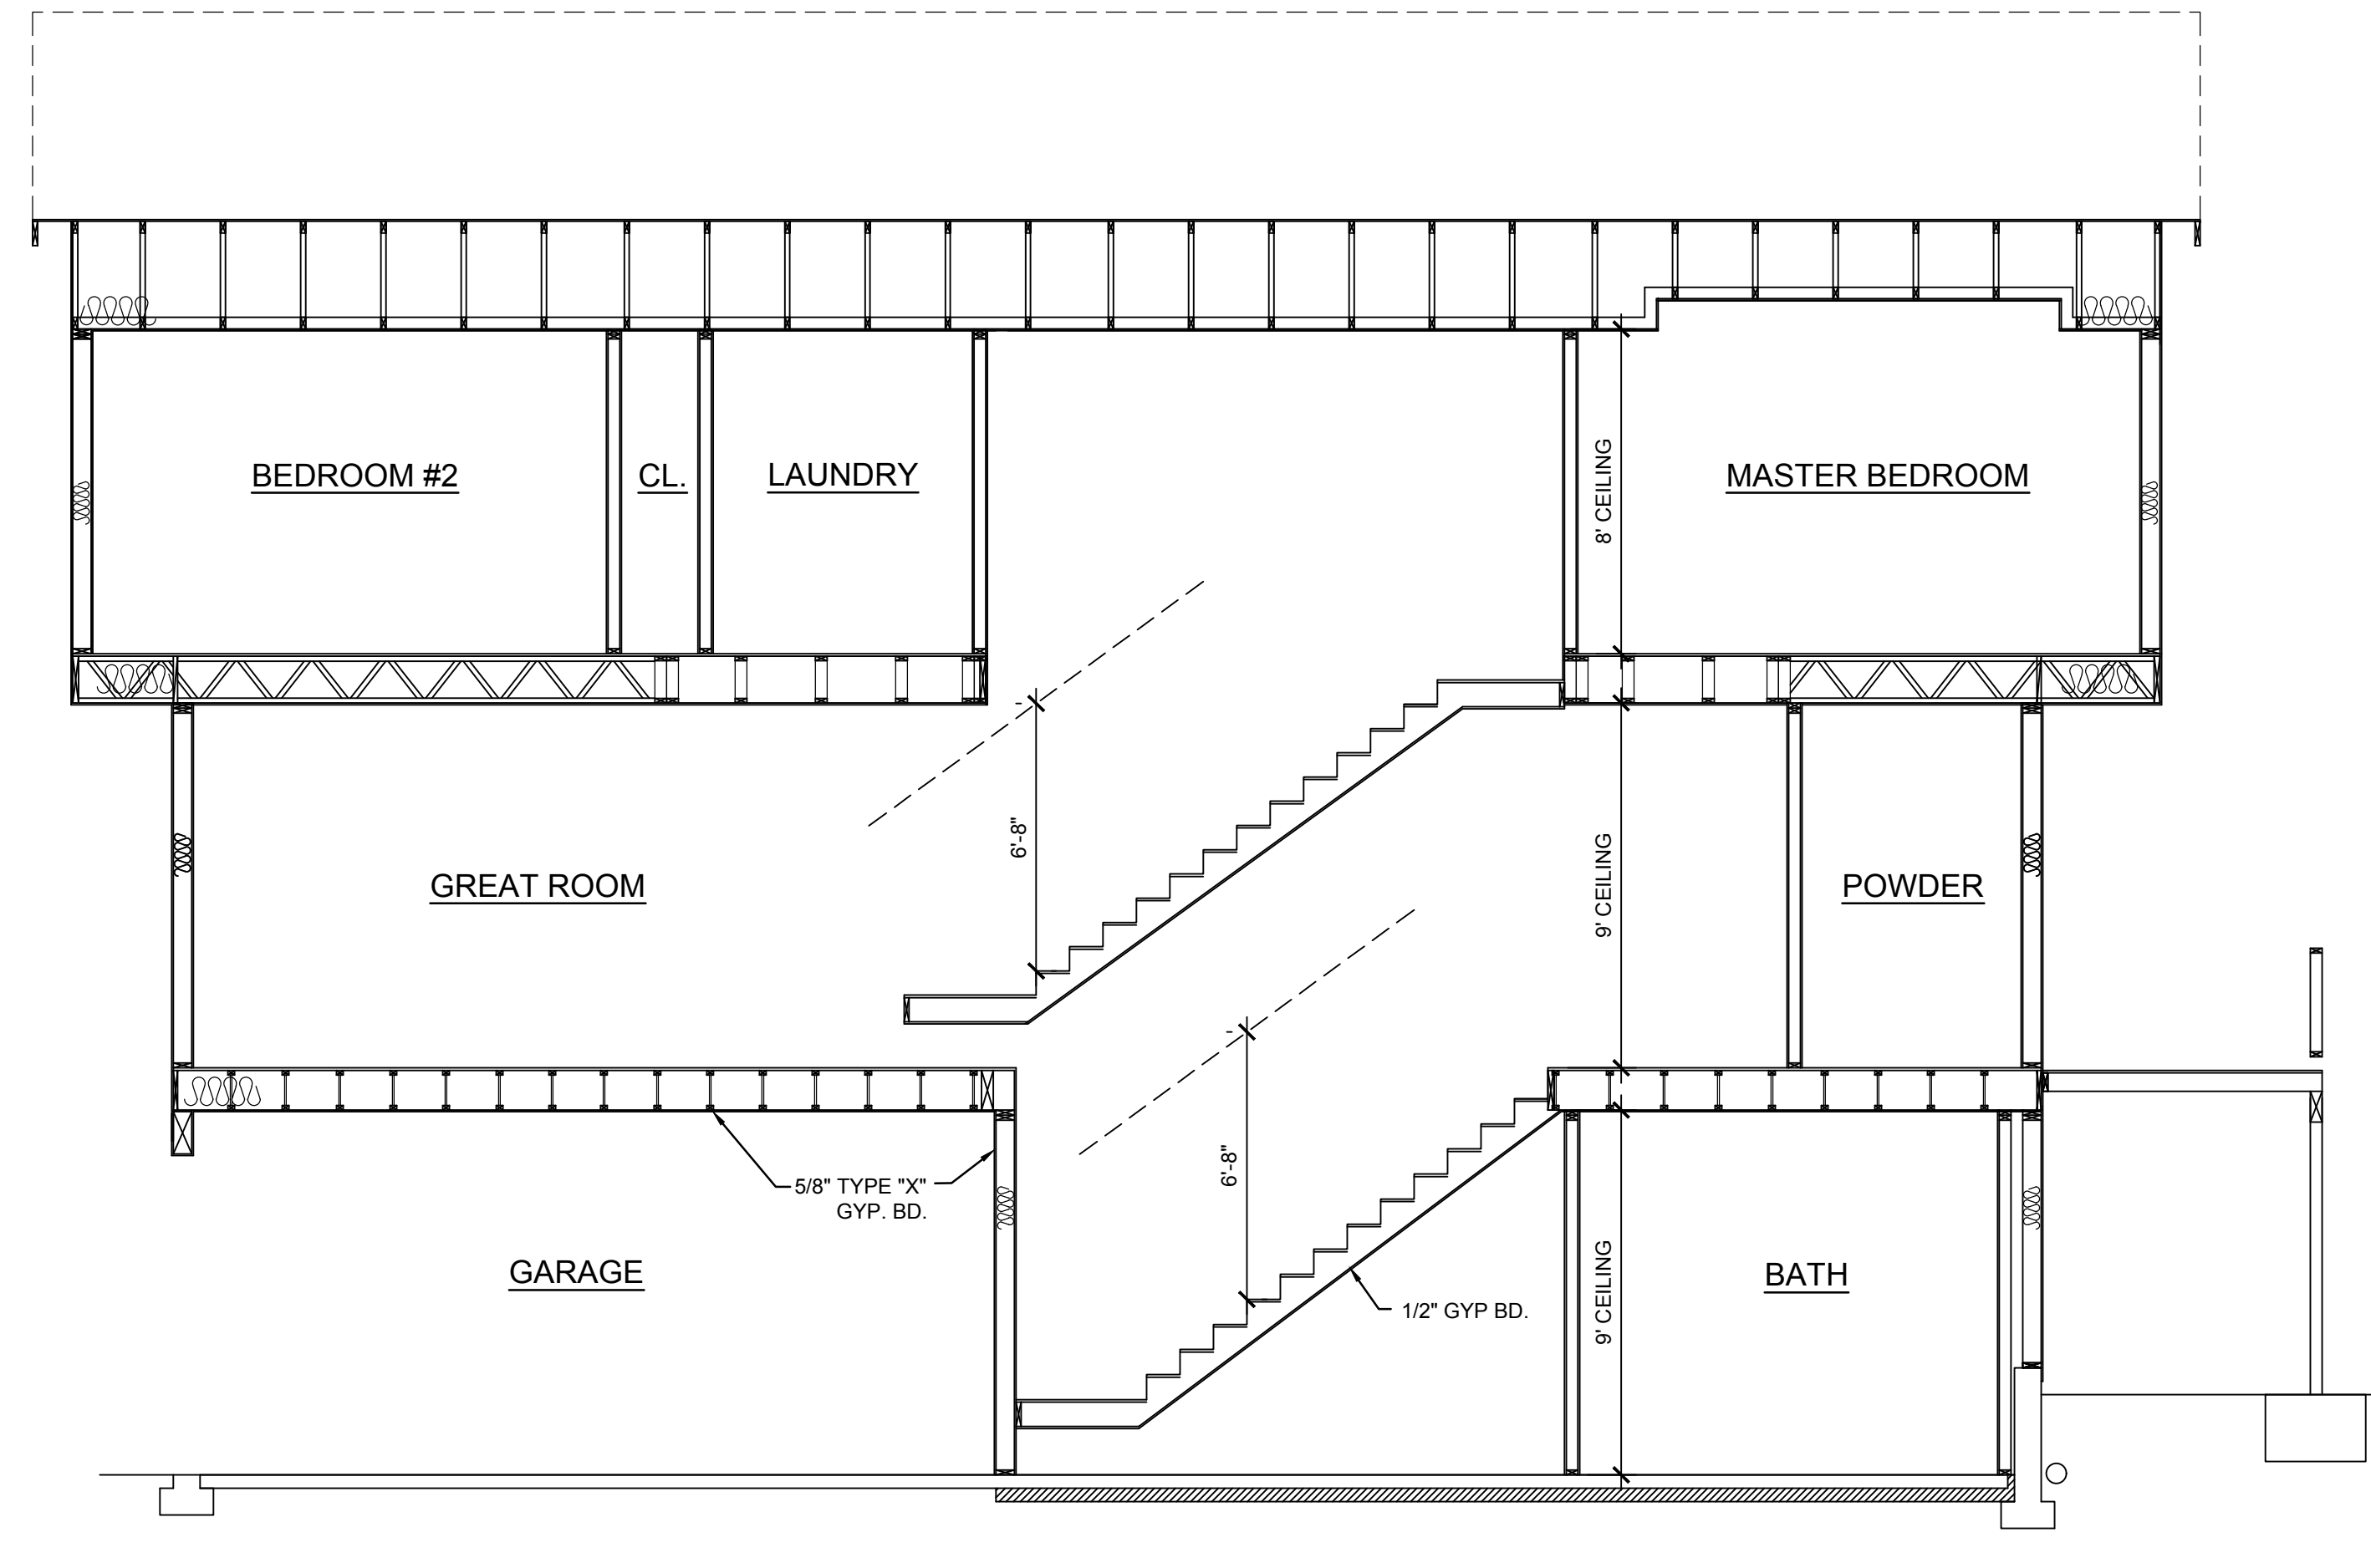 BEDROOM #2
CL.
LAUNDRY
8' CEILING
MASTER BEDROOM
6'-8"
GREAT ROOM
9' CEILING
POWDER
5/8" TYPE "X"
GYP. BD.
6'-8"
GARAGE
1/2" GYP BD.
9' CEILING
BATH